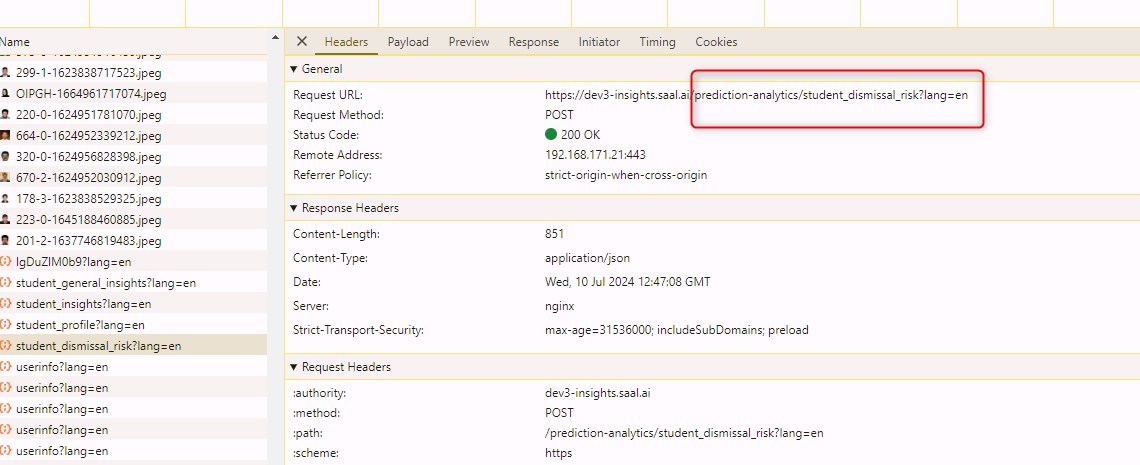 Name
299-1-1623838717523.jpeg
OIPGH-1664961717074.jpeg
220-0-1624951781070.jpeg
664-0-1624952339212.jpeg
320-0-1624956828398.jpeg
670-2-1624952030912.jpeg
178-3-1623838529325.jpeg
223-0-1645188460885.jpeg
201-2-1637746819483.jpeg
student_general_insights?lang=en
student_insights?lang=en
student_profile?lang=en
student_dismissal_risk?lang=en
userinfo?lang=en
userinfo?lang=en
userinfo?lang=en
userinfo?lang=en
userinfo?lang=en
Headers Payload Preview Response Initiator Timing Cookies
General
Request URL: https://dev3-insights.saal.ai/prediction-analytics/student_dismissal_risk?lang=en
Request Method: POST
Status Code: 200 OK
Remote Address: 192.168.171.21:443
Referrer Policy: strict-origin-when-cross-origin
Response Headers
Content-Length: 851
Content-Type: application/json
Date: Wed, 10 Jul 2024 12:47:08 GMT
Server: nginx
Strict-Transport-Security: max-age=31536000; includeSubDomains; preload
Request Headers
:authority: dev3-insights.saal.ai
:method: POST
:path: /prediction-analytics/student_dismissal_risk?lang=en
:scheme: https